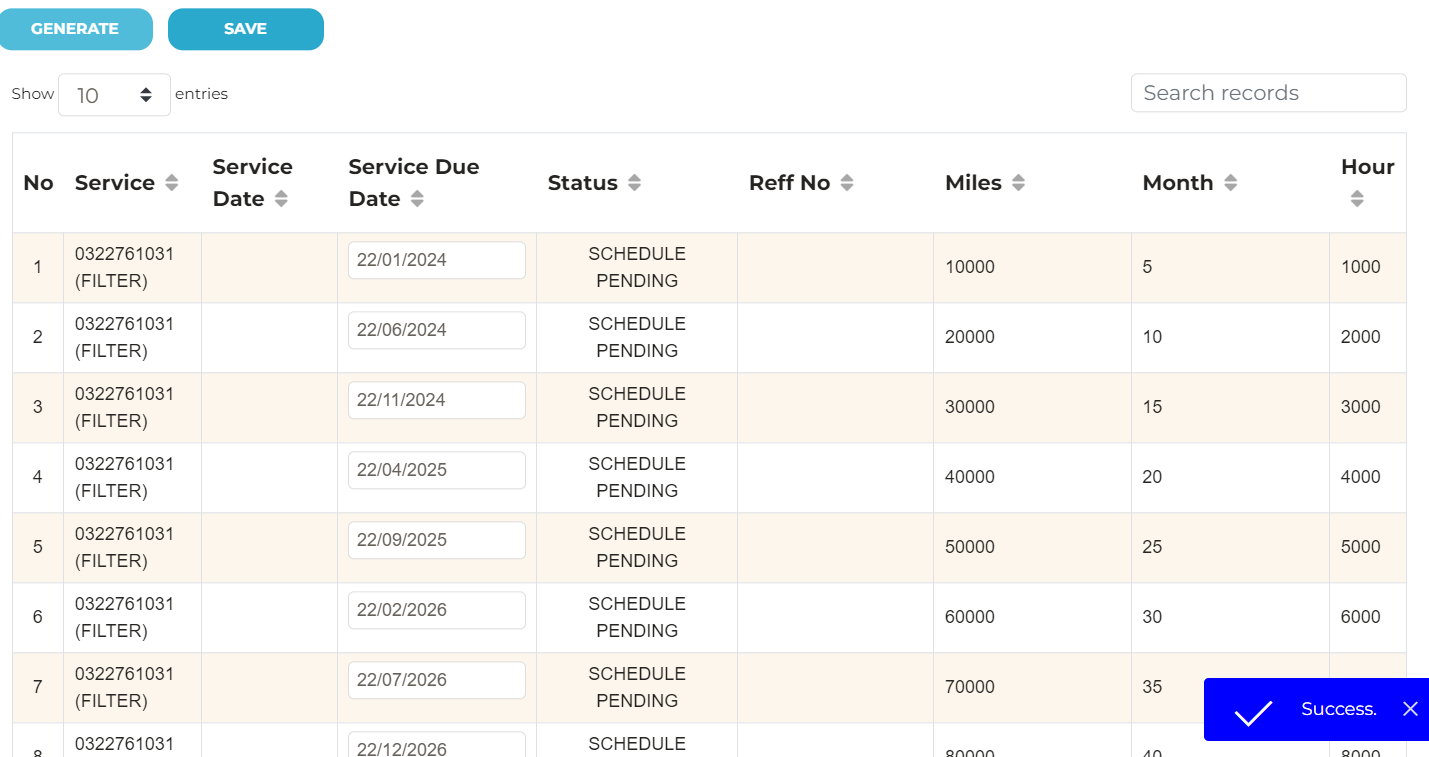 GENERATE SAVE
Show 10 entries Search records
No Service Service Date Service Due Date Status Reff No Miles Month Hour
1 0322761031 (FILTER) 22/01/2024 SCHEDULE PENDING 10000 5 1000
2 0322761031 (FILTER) 22/06/2024 SCHEDULE PENDING 20000 10 2000
3 0322761031 (FILTER) 22/11/2024 SCHEDULE PENDING 30000 15 3000
4 0322761031 (FILTER) 22/04/2025 SCHEDULE PENDING 40000 20 4000
5 0322761031 (FILTER) 22/09/2025 SCHEDULE PENDING 50000 25 5000
6 0322761031 (FILTER) 22/02/2026 SCHEDULE PENDING 60000 30 6000
7 0322761031 (FILTER) 22/07/2026 SCHEDULE PENDING 70000 35
Success.
8 0322761031 22/12/2026 SCHEDULE 80000 40 8000